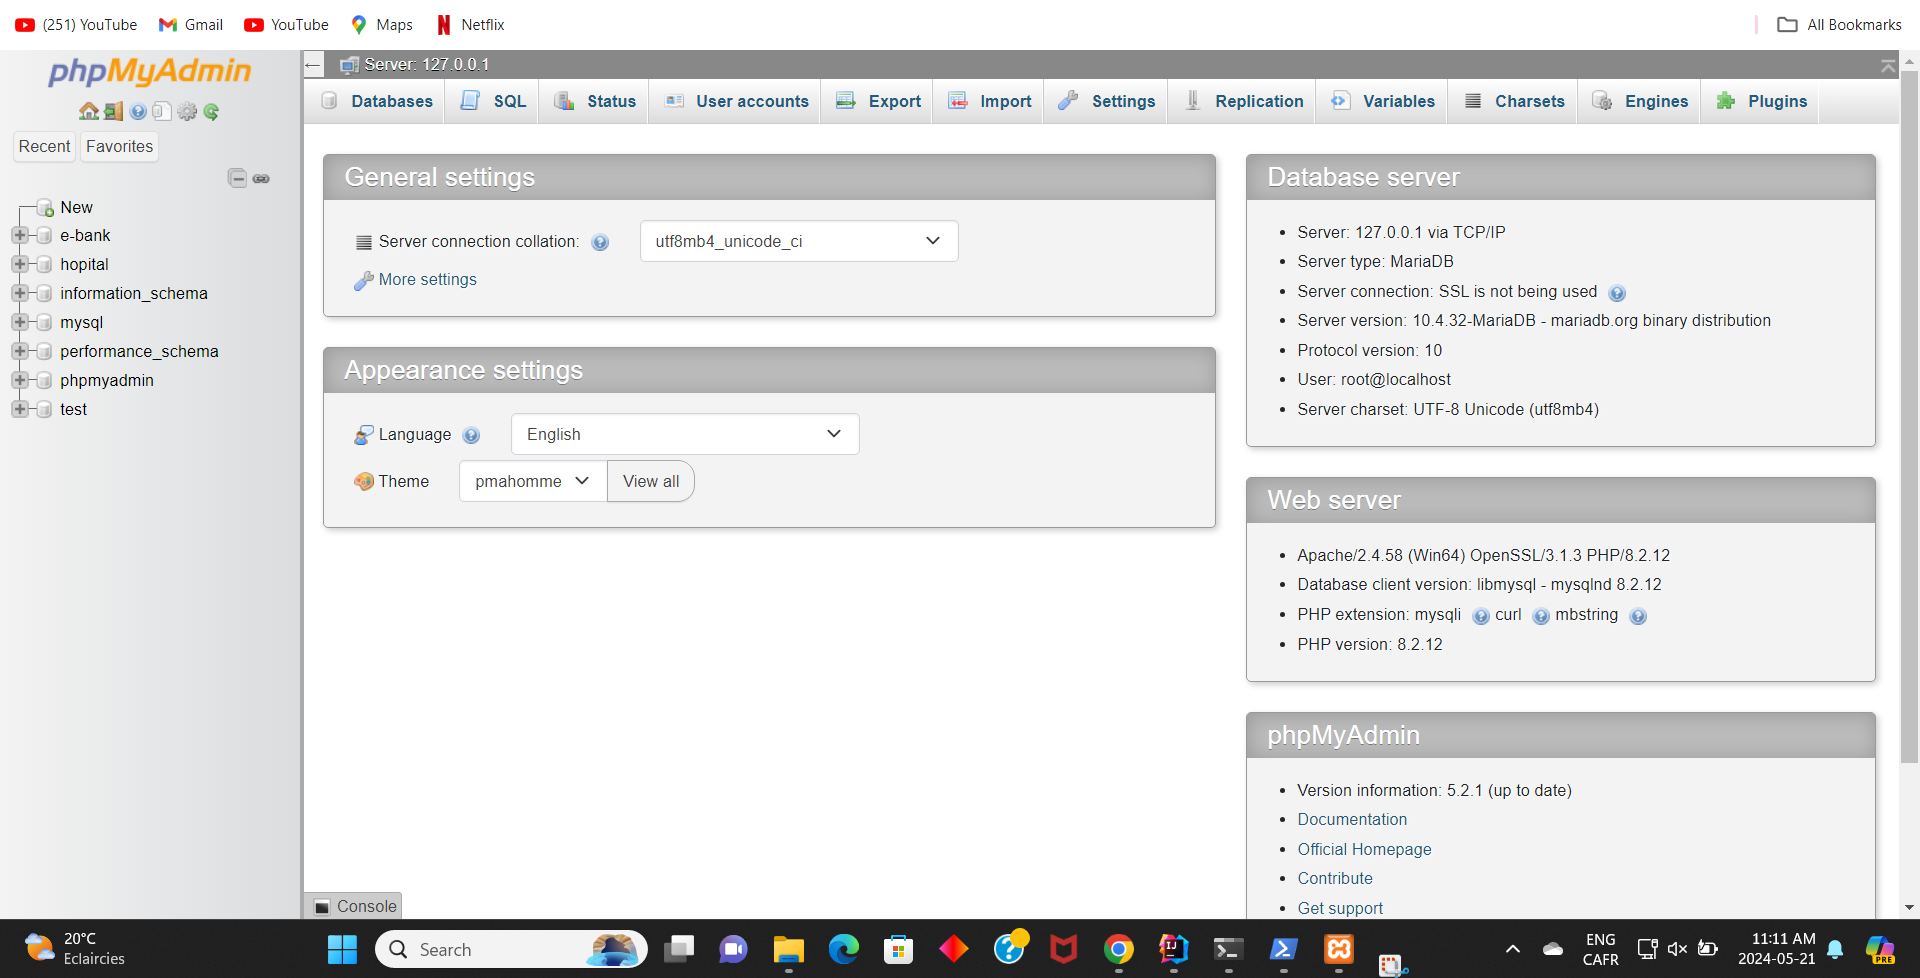 (251) YouTube Gmail YouTube Maps Netflix All Bookmarks
phpMyAdmin
Recent Favorites
New
e-bank
hopital
information_schema
mysql
performance_schema
phpmyadmin
test
Server: 127.0.0.1
Databases SQL Status User accounts Export Import Settings Replication Variables Charsets Engines Plugins
General settings
Server connection collation: utf8mb4_unicode_ci
More settings
Appearance settings
Language English
Theme pmahomme View all
Database server
Server: 127.0.0.1 via TCP/IP
Server type: MariaDB
Server connection: SSL is not being used
Server version: 10.4.32-MariaDB - mariadb.org binary distribution
Protocol version: 10
User: root@localhost
Server charset: UTF-8 Unicode (utf8mb4)
Web server
Apache/2.4.58 (Win64) OpenSSL/3.1.3 PHP/8.2.12
Database client version: libmysql - mysqlnd 8.2.12
PHP extension: mysqli curl mbstring
PHP version: 8.2.12
phpMyAdmin
Version information: 5.2.1 (up to date)
Documentation
Official Homepage
Contribute
Get support
Console
20°C
Eclaircies
Search
ENG
CAFR
11:11 AM
2024-05-21
PRE